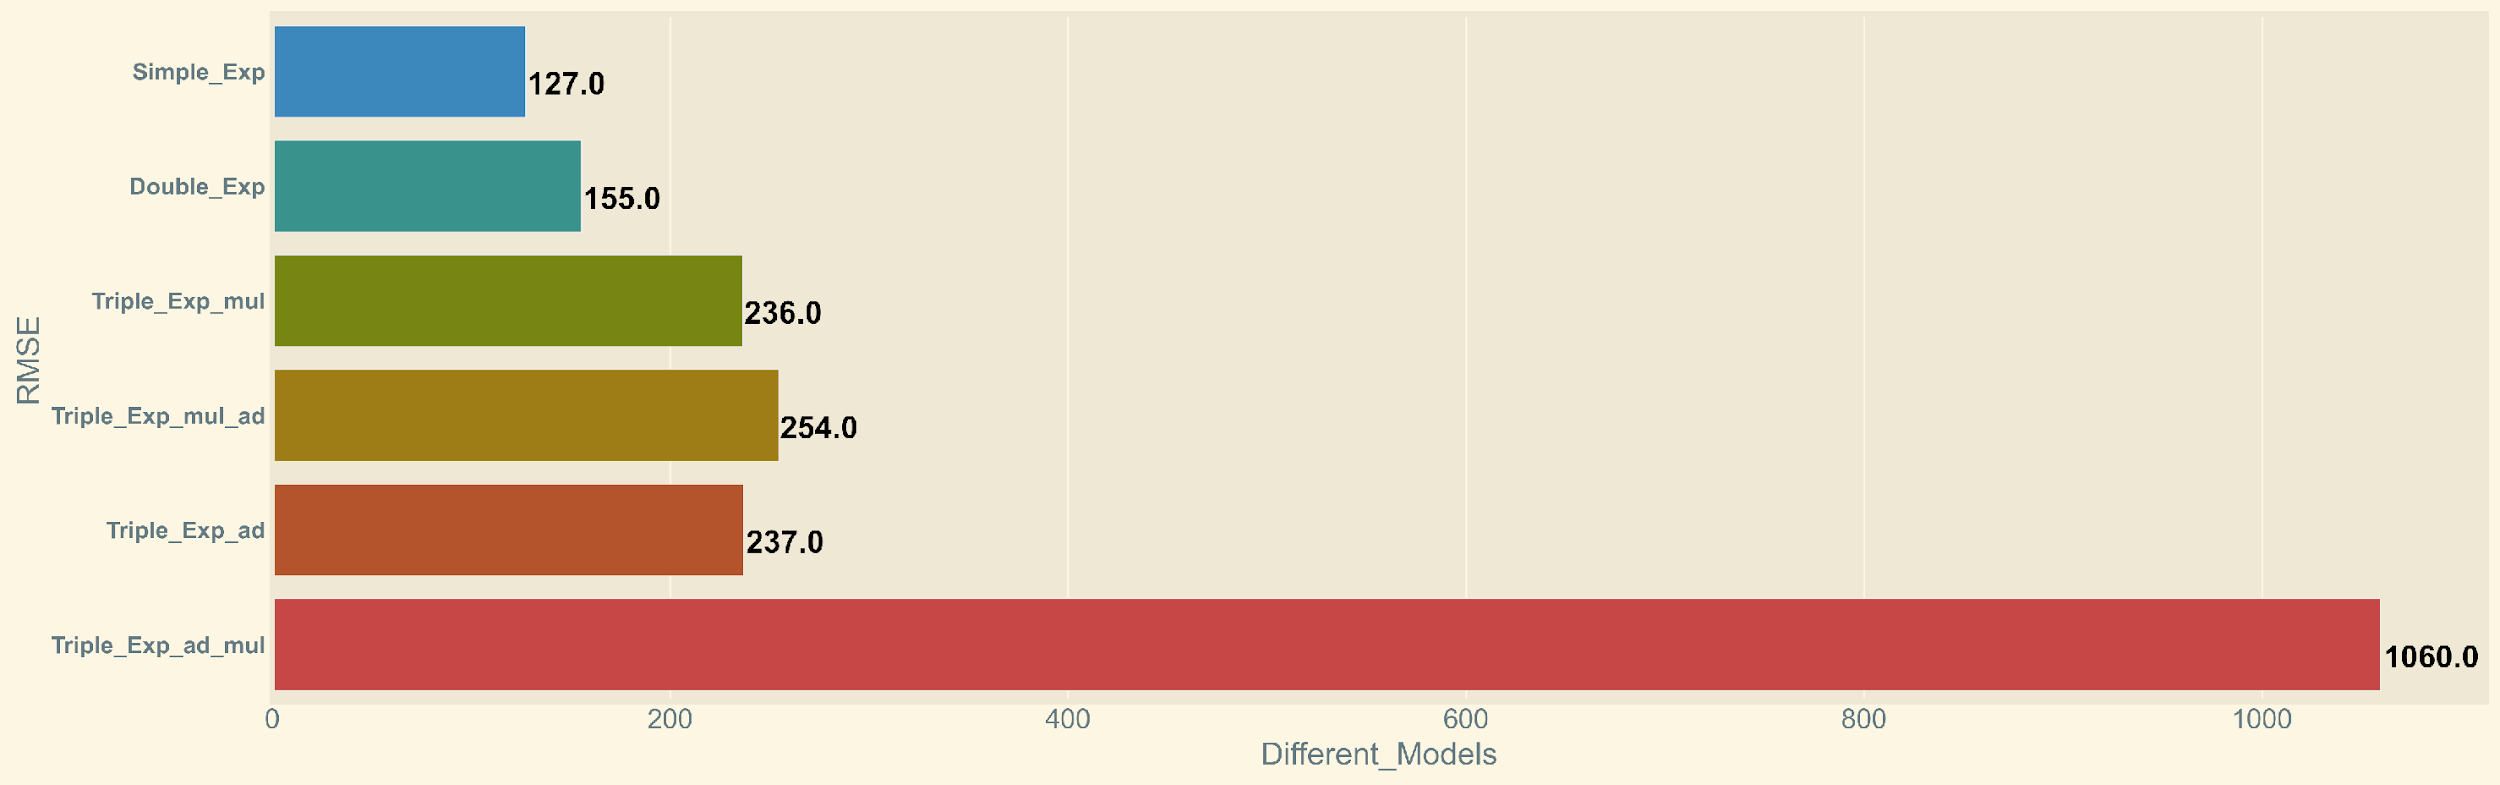 Simple_Exp
127.0
Double_Exp
155.0
Triple_Exp_mul
236.0
RMSE
Triple_Exp_mul_ad
254.0
Triple_Exp_ad
237.0
Triple_Exp_ad_mul
1060.0
0 200 400 600 800 1000
Different_Models